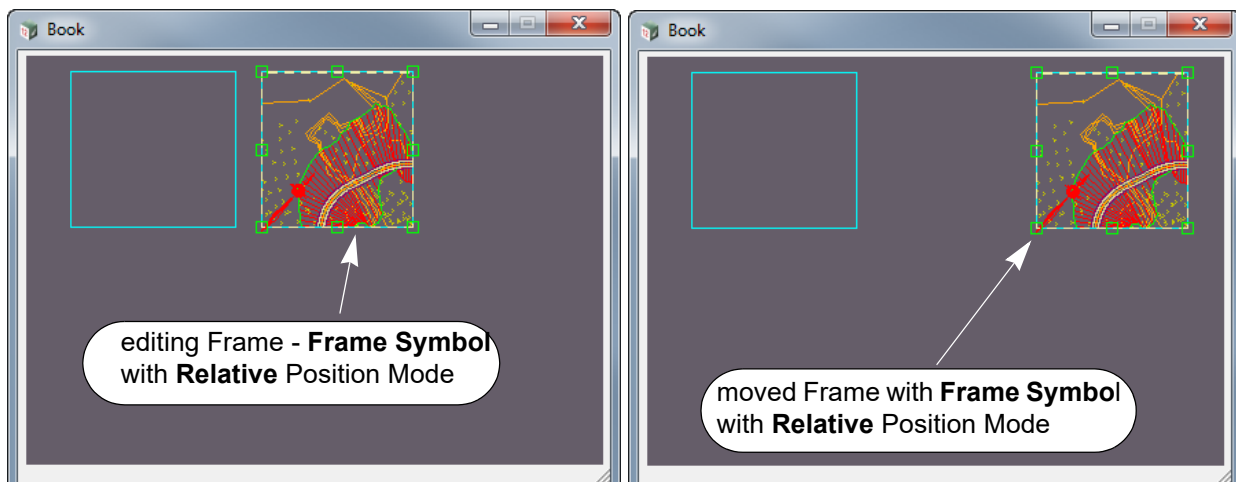 Book
editing Frame - Frame Symbol
with Relative Position Mode
Book
moved Frame with Frame Symbol
with Relative Position Mode